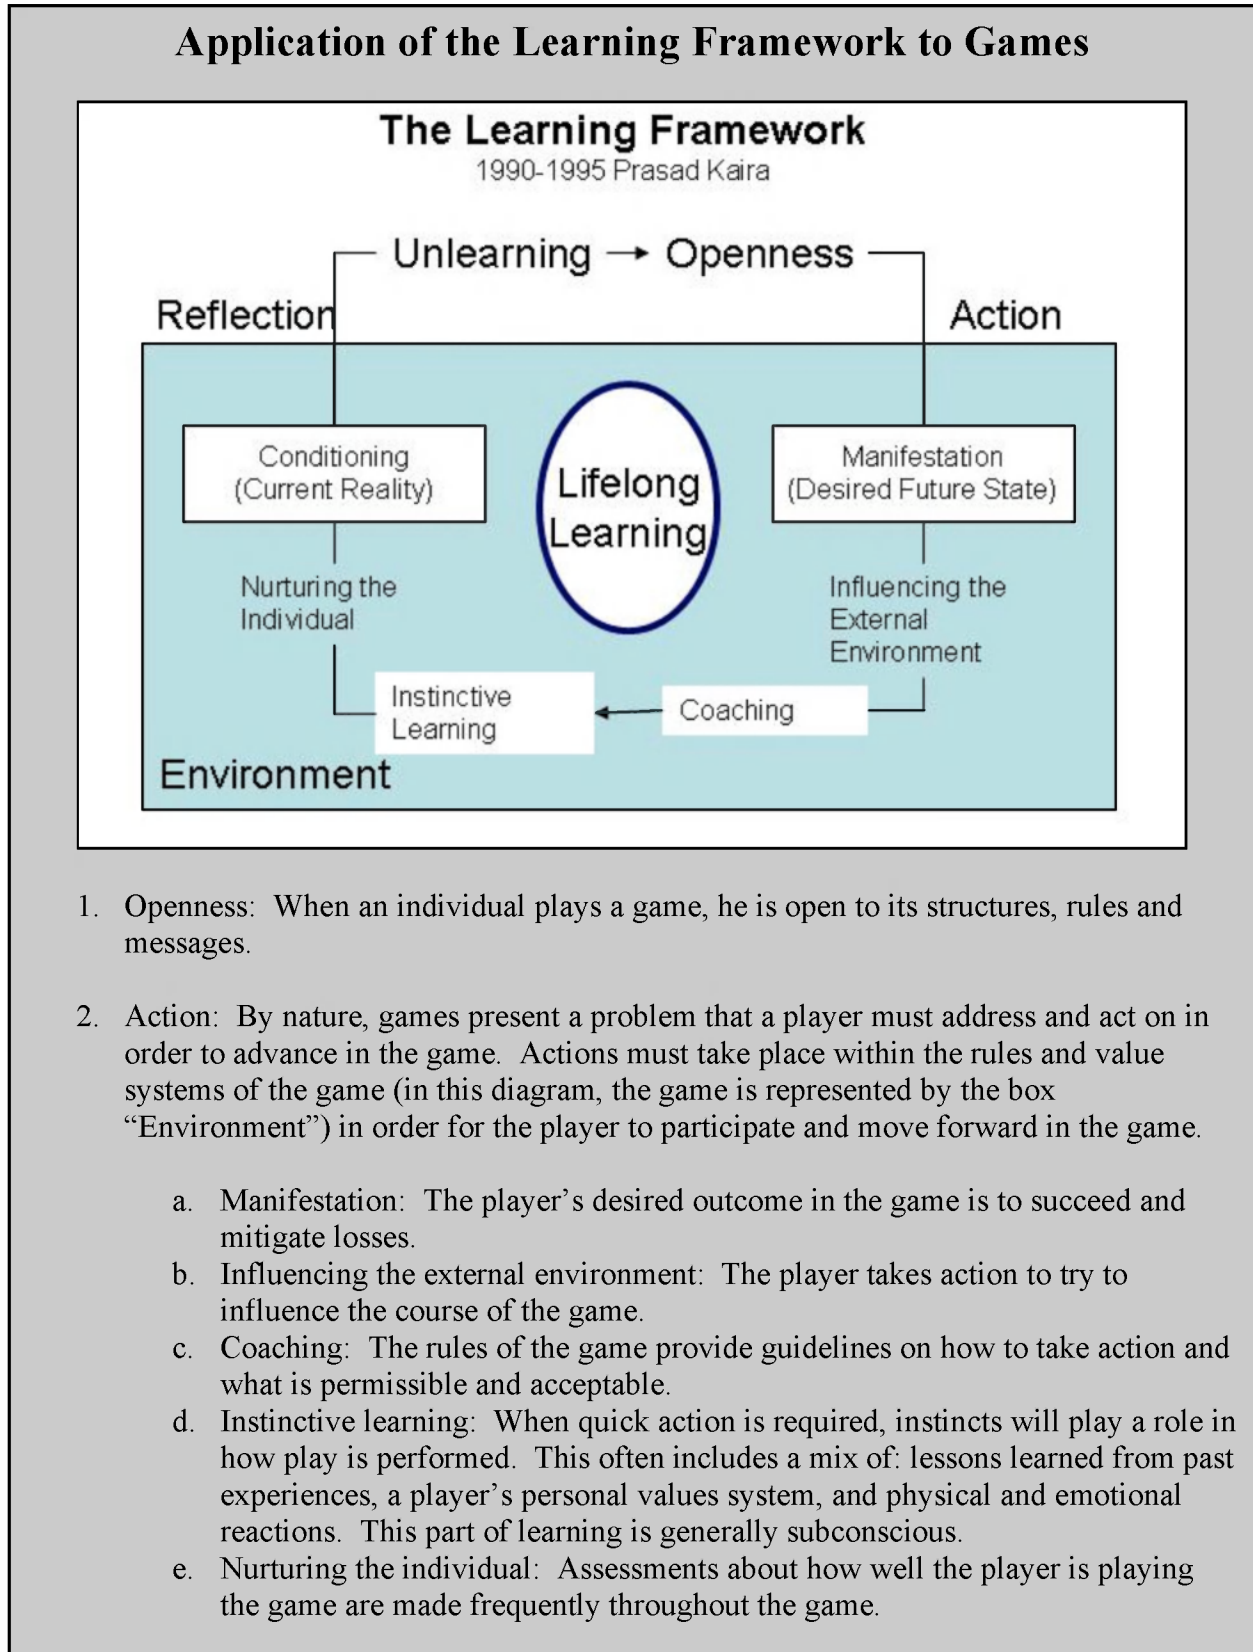 Application of the Learning Framework to Games
The Learning Framework
1990-1995 Prasad Kaira
Unlearning
Openness
Reflection
Action
Conditioning
(Current Reality)
Lifelong
Learning
Manifestation
(Desired Future State)
Nurturing the
Individual
Influencing the
External
Environment
Instinctive
Learning
Coaching
Environment
1. Openness: When an individual plays a game, he is open to its structures, rules and
messages.
2. Action: By nature, games present a problem that a player must address and act on in
order to advance in the game. Actions must take place within the rules and value
systems of the game (in this diagram, the game is represented by the box
“Environment”) in order for the player to participate and move forward in the game.
a. Manifestation: The player’s desired outcome in the game is to succeed and
mitigate losses.
b. Influencing the external environment: The player takes action to try to
influence the course of the game.
c. Coaching: The rules of the game provide guidelines on how to take action and
what is permissible and acceptable.
d. Instinctive learning: When quick action is required, instincts will play a role in
how play is performed. This often includes a mix of: lessons learned from past
experiences, a player’s personal values system, and physical and emotional
reactions. This part of learning is generally subconscious.
e. Nurturing the individual: Assessments about how well the player is playing
the game are made frequently throughout the game.